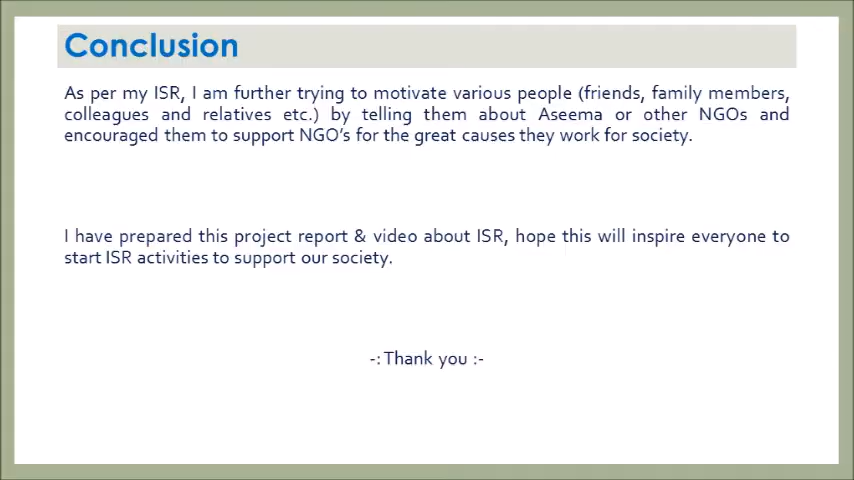 Conclusion
As per my ISR, I am further trying to motivate various people (friends, family members,
colleagues and relatives etc.) by telling them about Aseema or other NGOs and
encouraged them to support NGO's for the great causes they work for society.
I have prepared this project report & video about ISR, hope this will inspire everyone to
start ISR activities to support our society.
-: Thank you :-